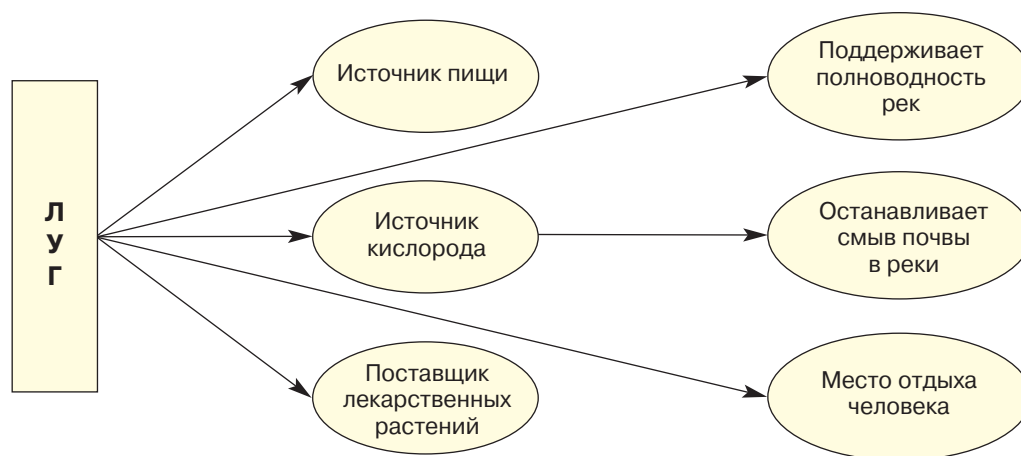 Л
У
Г
Источник пищи
Поддерживает
полноводность
рек
Источник
кислорода
Останавливает
смыв почвы
в реки
Поставщик
лекарственных
растений
Место отдыха
человека